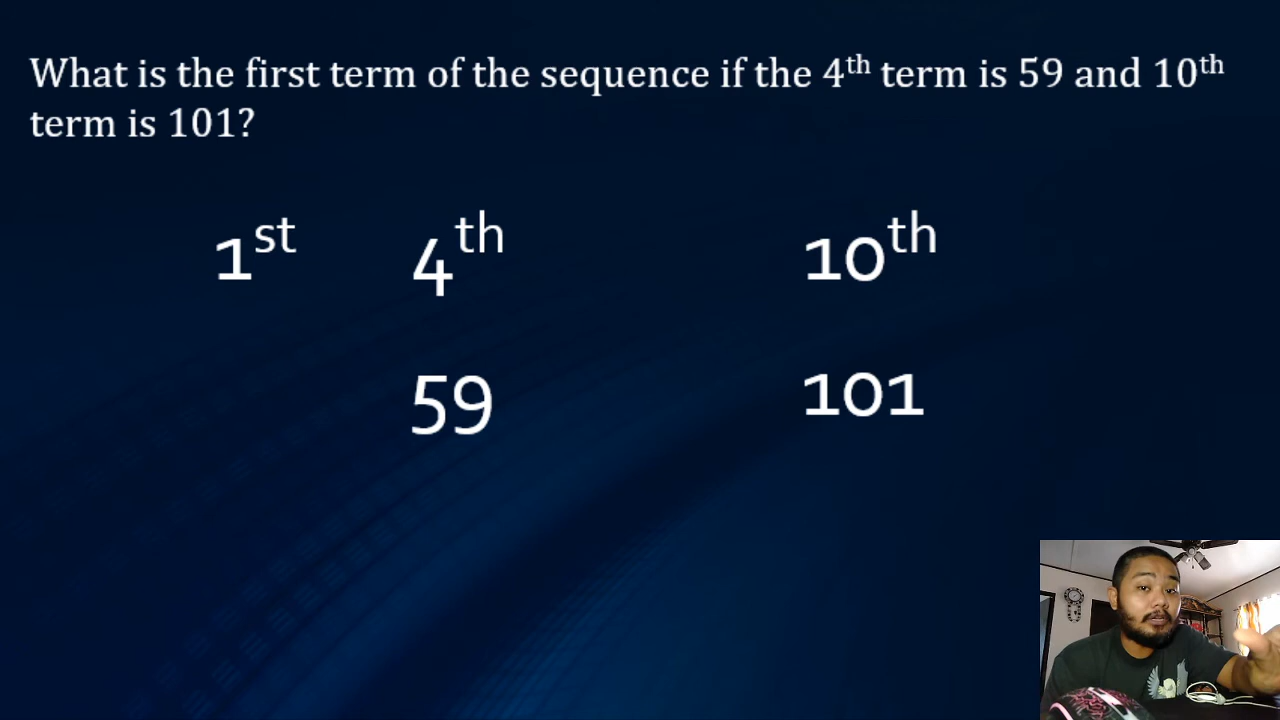 What is the first term of the sequence if the 4th term is 59 and 10th
term is 101?
1st 4th 10th
59 101